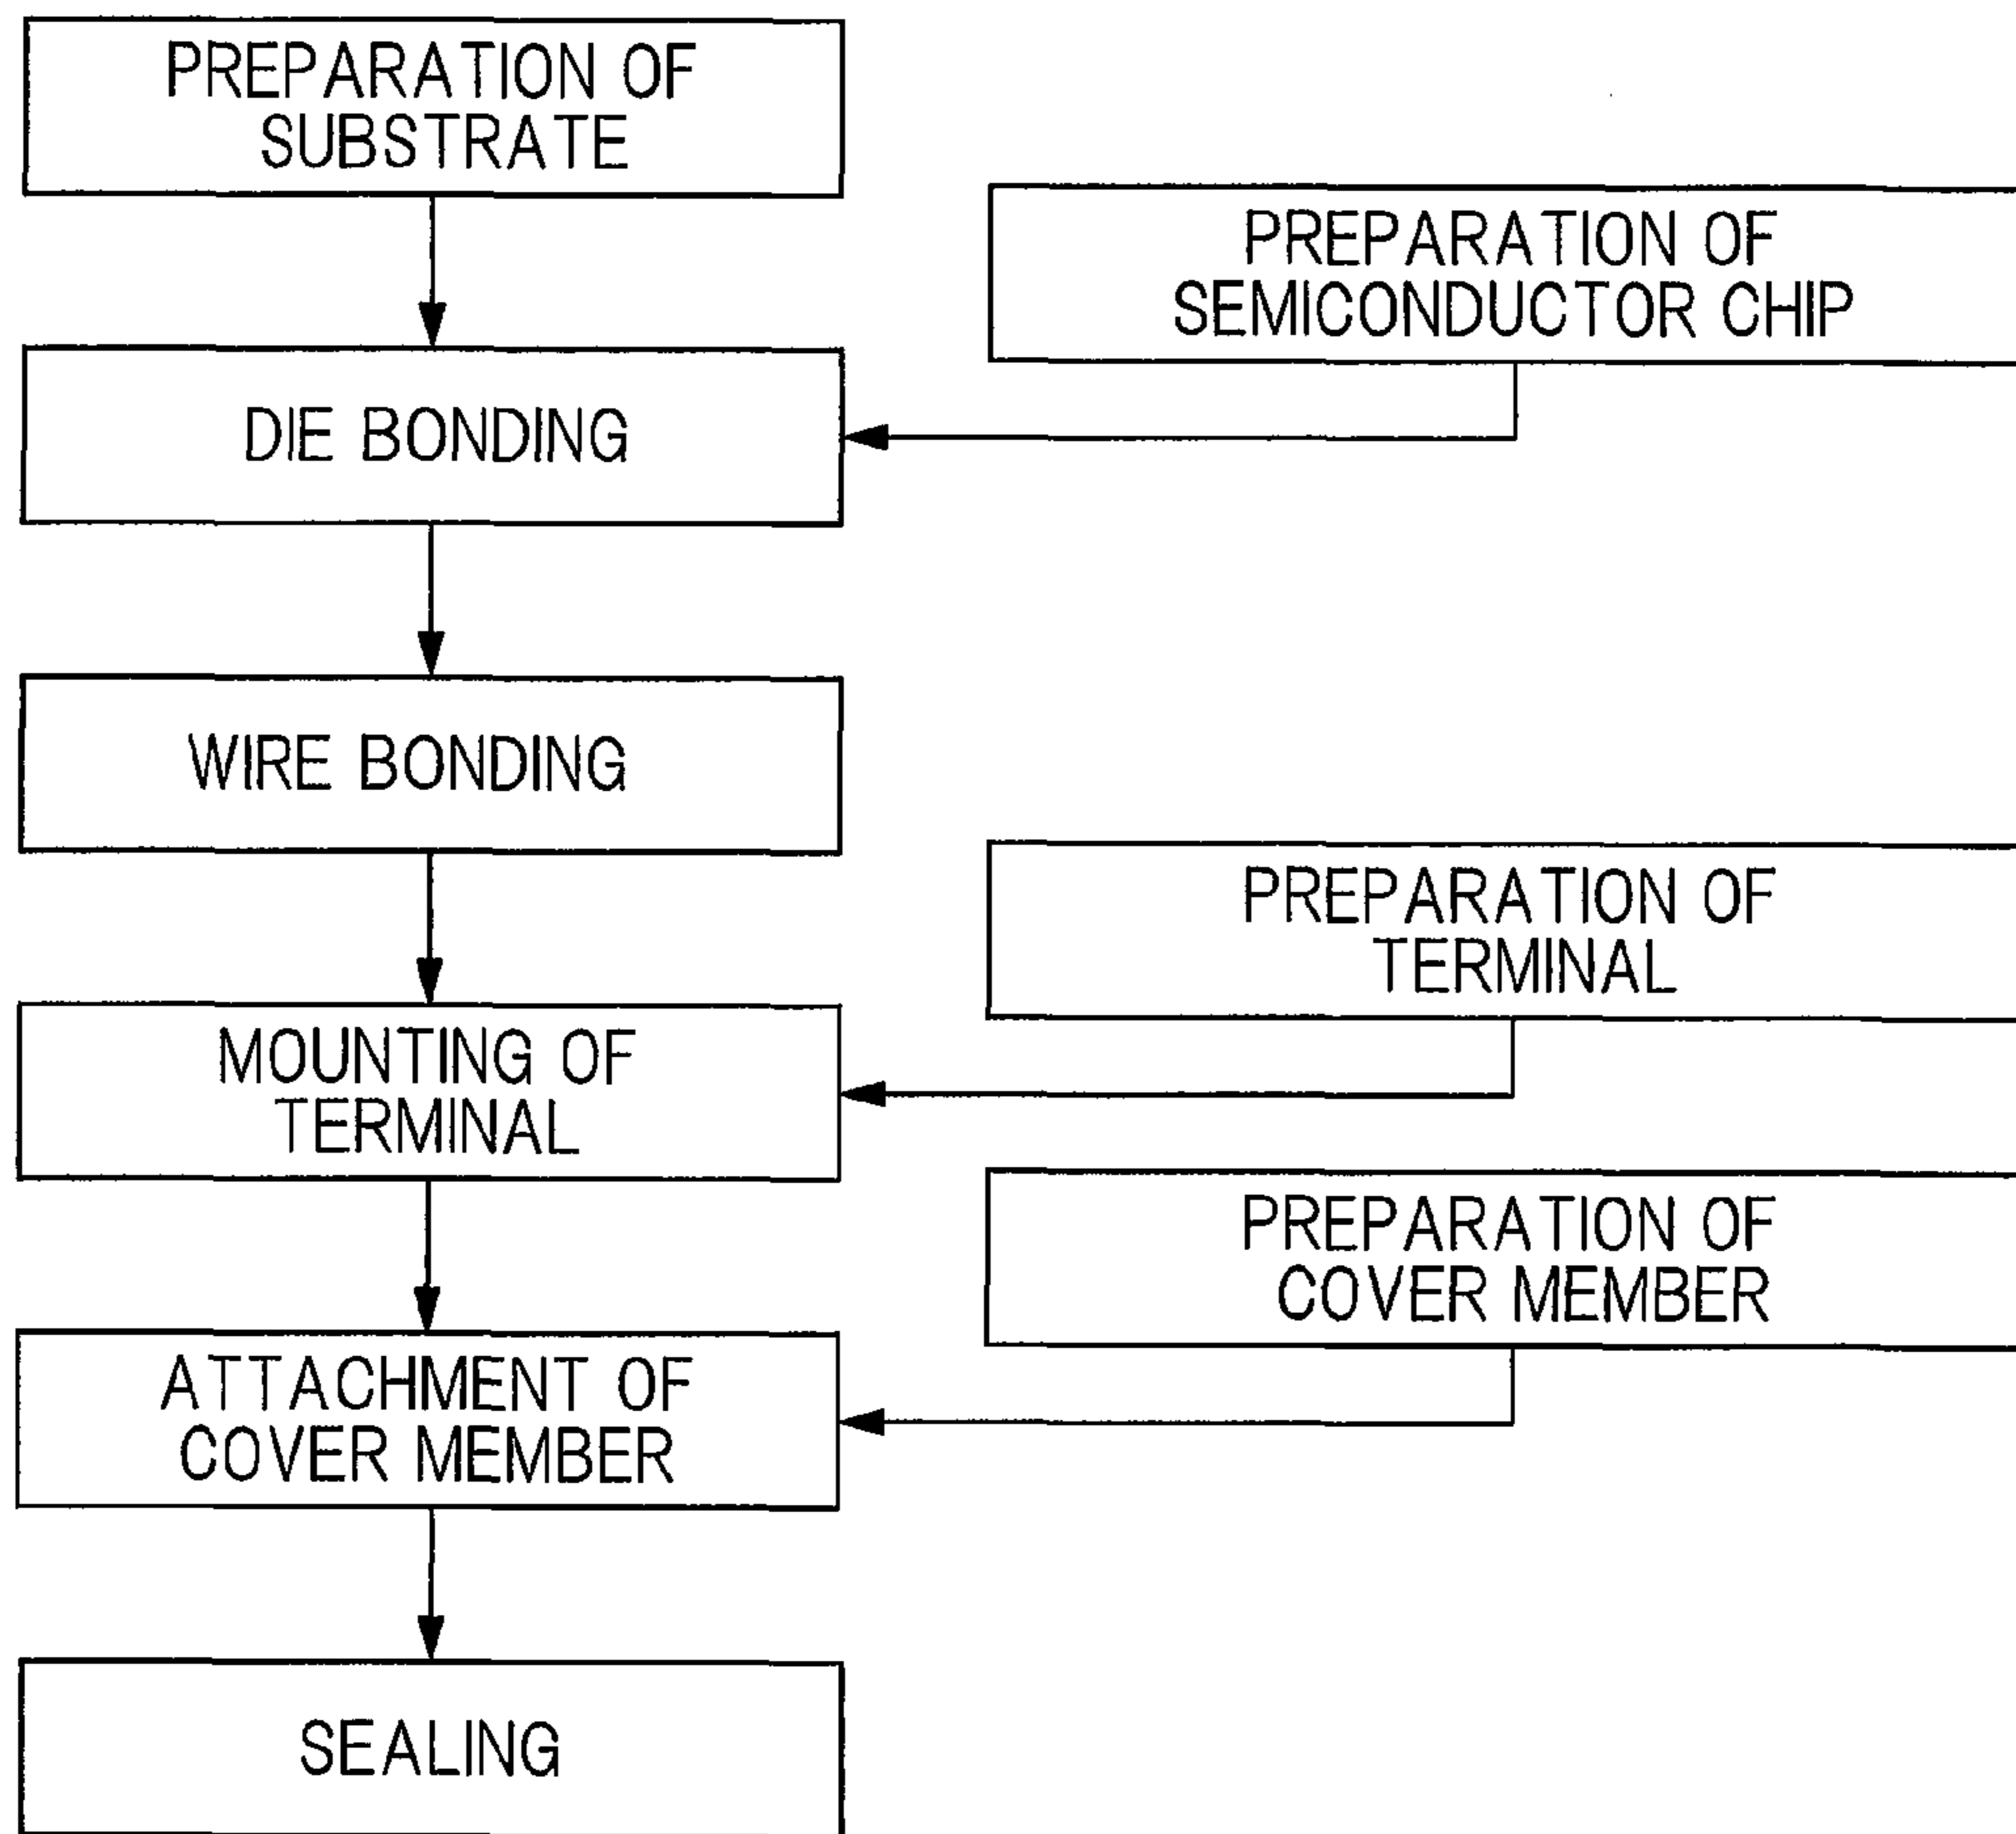 PREPARATION OF
SUBSTRATE
PREPARATION OF
SEMICONDUCTOR CHIP
DIE BONDING
WIRE BONDING
PREPARATION OF
TERMINAL
MOUNTING OF
TERMINAL
PREPARATION OF
COVER MEMBER
ATTACHMENT OF
COVER MEMBER
SEALING